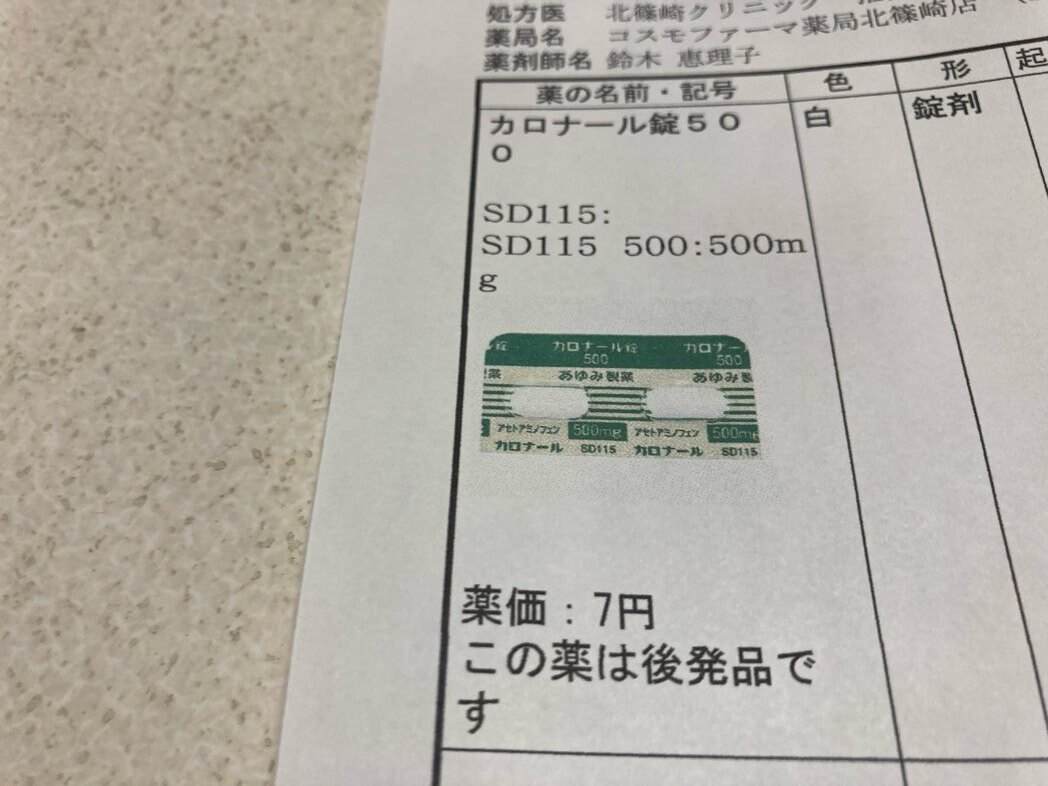 処方医 北篠崎クリニック
薬局名 コスモファーマ薬局北篠崎店
薬剤師名 鈴木 恵理子
薬の名前・記号 色 形 起
カロナール錠50 白 錠剤
0
SD115:
SD115 500:500m
g
錠 カロナール錠 カロナー
500 500
製薬 あゆみ製薬 あゆみ製
アセトアミノフェン 500mg アセトアミノフェン 500mg
カロナール SD115 カロナール SD115
薬価：7円
この薬は後発品で
す